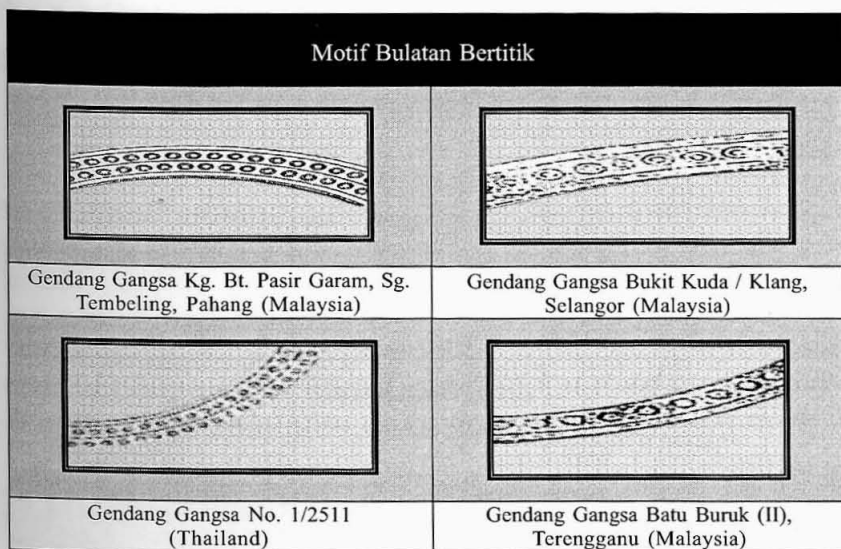 Motif Bulatan Bertitik
Gendang Gangsa Kg. Bt. Pasir Garam, Sg.
Tembeling, Pahang (Malaysia)
Gendang Gangsa Bukit Kuda / Klang,
Selangor (Malaysia)
Gendang Gangsa No. 1/2511
(Thailand)
Gendang Gangsa Batu Buruk (II),
Terengganu (Malaysia)